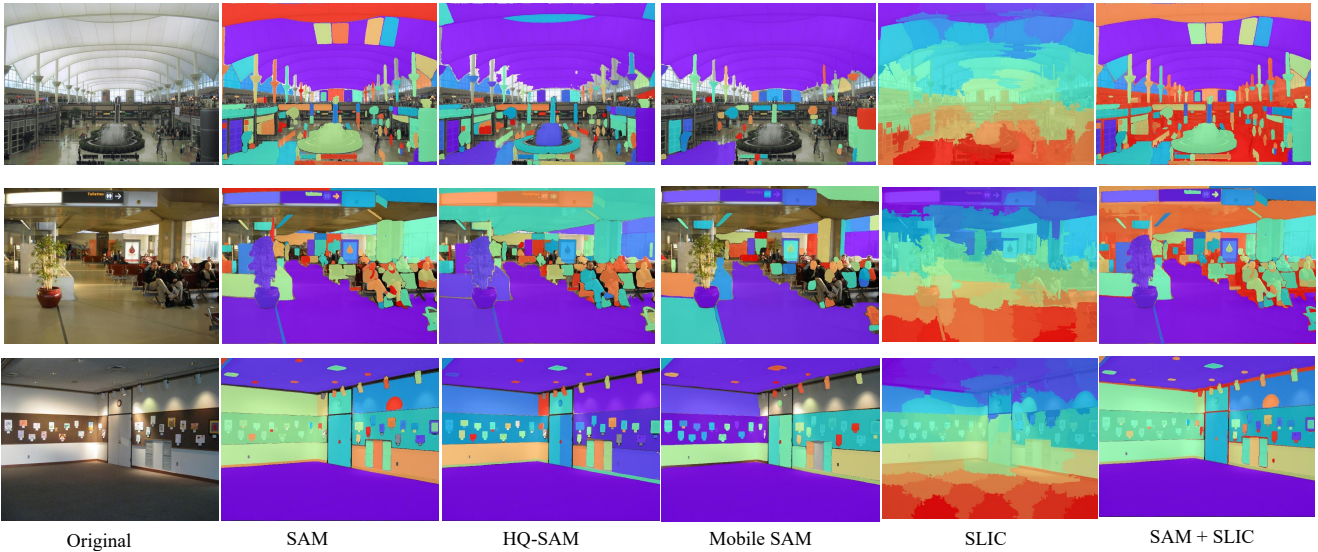 Original
SAM
HQ-SAM
Mobile SAM
SLIC
SAM + SLIC